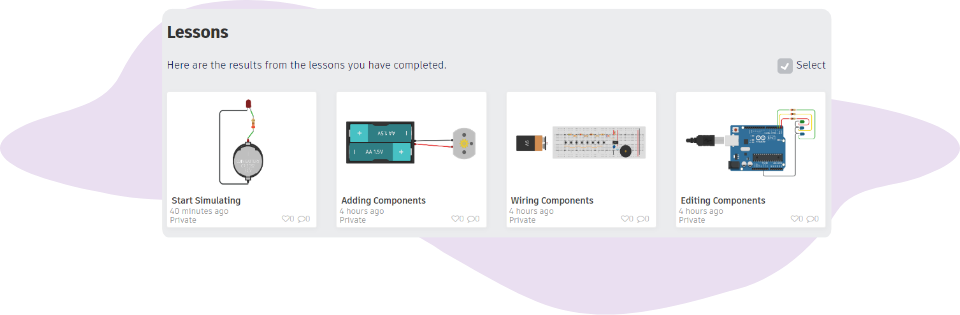 Lessons
Here are the results from the lessons you have completed.
Select
AA 1.5V
AA 1.5V
Start Simulating
40 minutes ago
Private
0 0
Adding Components
4 hours ago
Private
0 0
Wiring Components
4 hours ago
Private
0 0
Editing Components
4 hours ago
Private
0 0